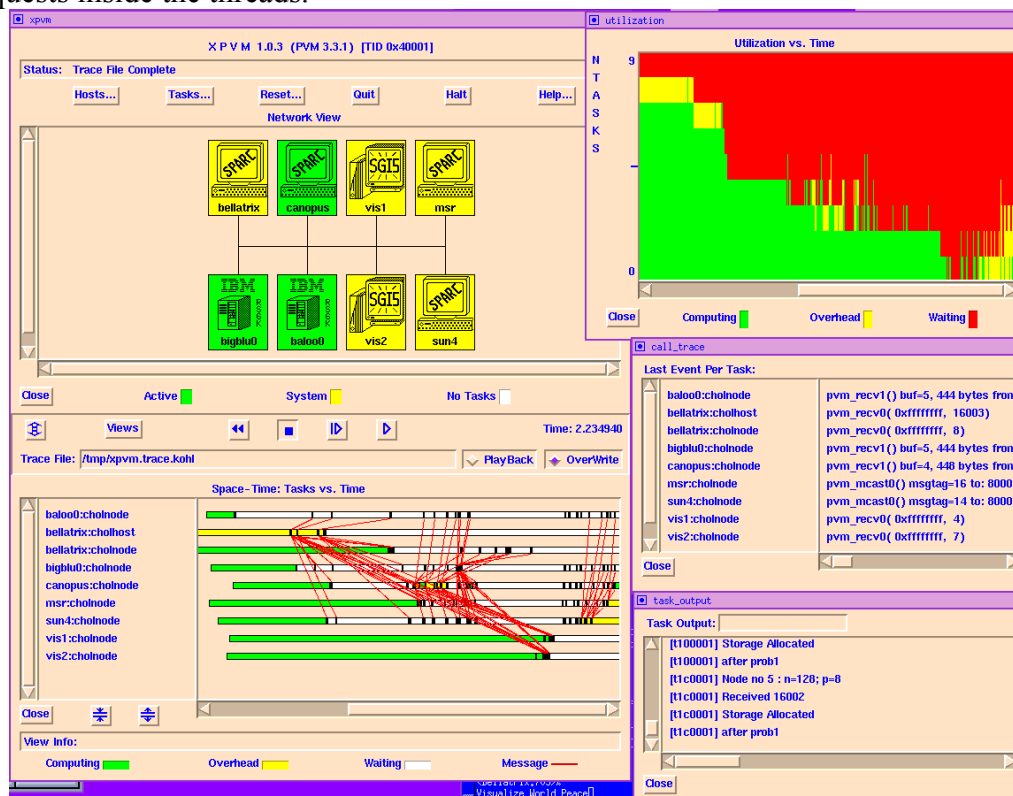 quests inside the threads.
xpvm
X P V M 1.0.3 (PVM 3.3.1) [TID 0x40001]
Status: Trace File Complete
Hosts... Tasks... Reset... Quit Halt Help...
Network View
SPARC SPARC SGI5 SPARC
bellatrix canopus vis1 msr
IBM IBM SGI5 SPARC
bigblu0 baloo0 vis2 sun4
Close Active System No Tasks
Views Time: 2.234940
Trace File: /tmp/xpvm.trace.kohl PlayBack OverWrite
Space-Time: Tasks vs. Time
baloo0:cholnode
bellatrix:cholhost
bellatrix:cholnode
bigblu0:cholnode
canopus:cholnode
msr:cholnode
sun4:cholnode
vis1:cholnode
vis2:cholnode
Close
View Info:
Computing Overhead Waiting Message
utilization
Utilization vs. Time
N 9
T
A
S
K
S
0
Close Computing Overhead Waiting
call_trace
Last Event Per Task:
baloo0:cholnode pvm_recv1() buf=5, 444 bytes from
bellatrix:cholhost pvm_recv0( 0xffffffff, 16003)
bellatrix:cholnode pvm_recv0( 0xffffffff, 8)
bigblu0:cholnode pvm_recv1() buf=5, 444 bytes from
canopus:cholnode pvm_recv1() buf=4, 448 bytes from
msr:cholnode pvm_mcast0() msgtag=16 to: 8000
sun4:cholnode pvm_mcast0() msgtag=14 to: 8000
vis1:cholnode pvm_recv0( 0xffffffff, 4)
vis2:cholnode pvm_recv0( 0xffffffff, 7)
Close
task_output
Task Output:
[t100001] Storage Allocated
[t100001] after prob1
[t1c0001] Node no 5 : n=128; p=8
[t1c0001] Received 16002
[t1c0001] Storage Allocated
[t1c0001] after prob1
Close
Visualize World Peace